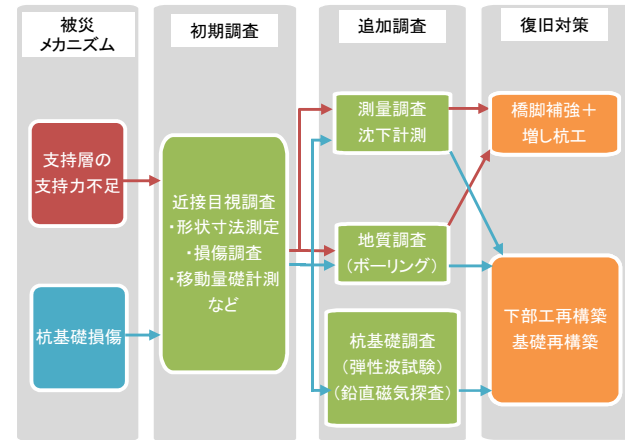 被災
メカニズム
初期調査
追加調査
復旧対策
支持層の
支持力不足
杭基礎損傷
近接目視調査
・形状寸法測定
・損傷調査
・移動量礎計測
など
測量調査
沈下計測
地質調査
(ボーリング)
杭基礎調査
(弾性波試験)
(鉛直磁気探査)
橋脚補強＋
増し杭工
下部工再構築
基礎再構築